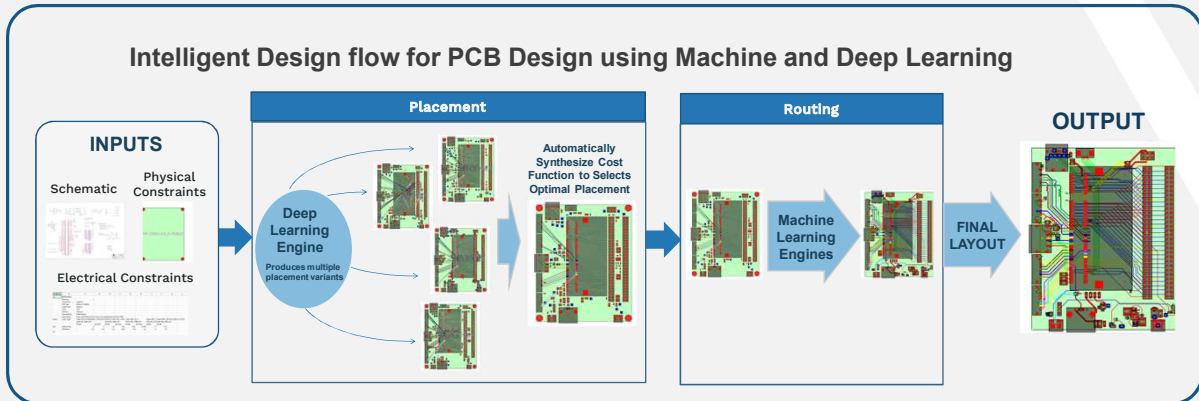 Intelligent Design flow for PCB Design using Machine and Deep Learning
INPUTS
Schematic
Physical
Constraints
Electrical Constraints
Placement
Deep
Learning
Engine
Produces multiple
placement variants
Automatically
Synthesize Cost
Function to Selects
Optimal Placement
Routing
Machine
Learning
Engines
FINAL
LAYOUT
OUTPUT